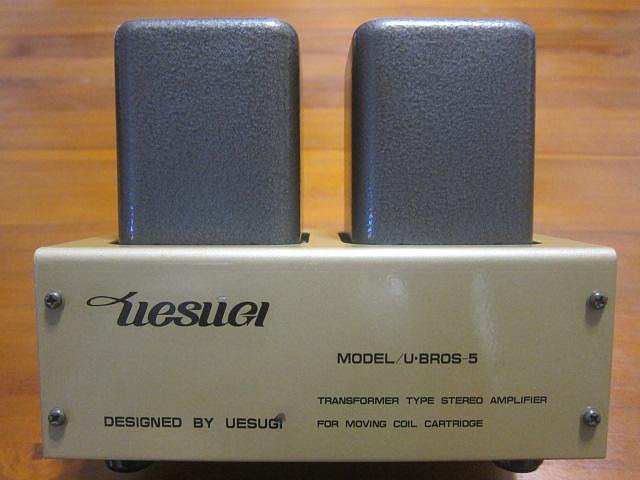 UESUGI
MODEL/U•BROS-5
TRANSFORMER TYPE STEREO AMPLIFIER
DESIGNED BY UESUGI
FOR MOVING COIL CARTRIDGE